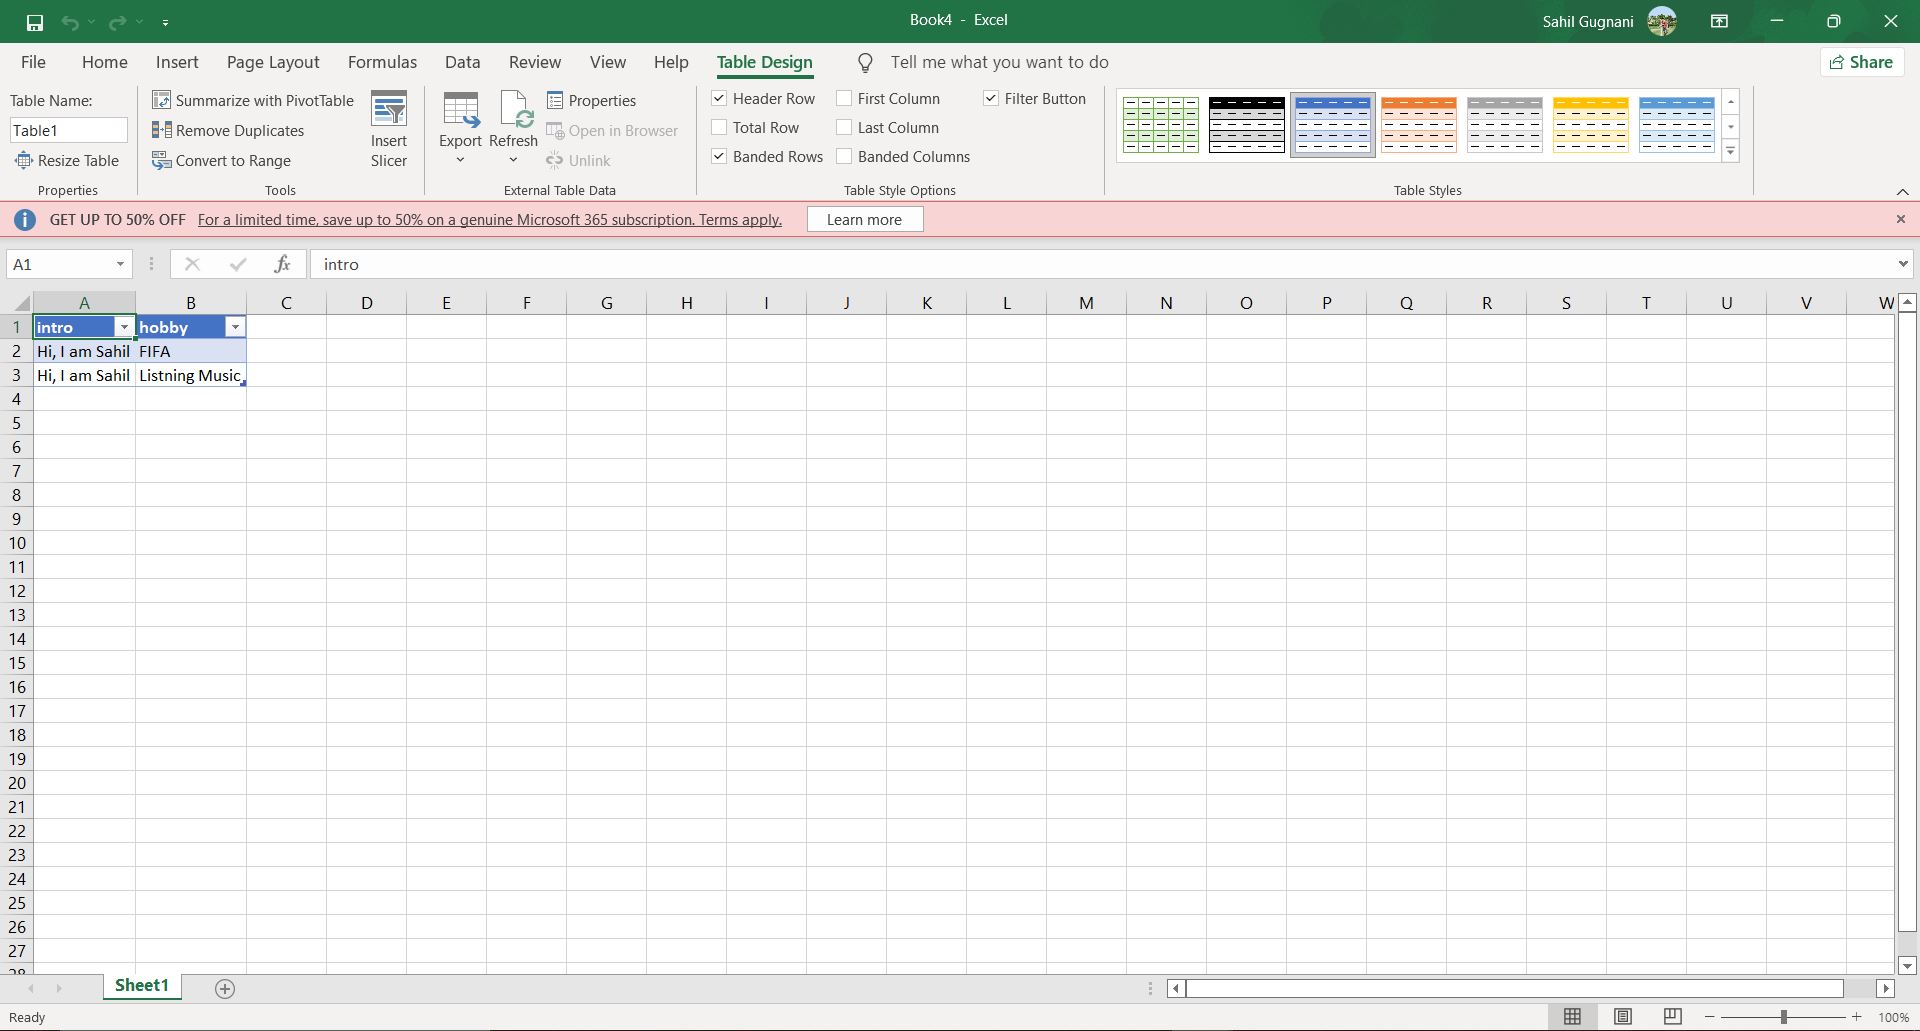 Book4 - Excel
Sahil Gugnani
File Home Insert Page Layout Formulas Data Review View Help Table Design Tell me what you want to do Share
Table Name:
Table1
Resize Table
Properties
Summarize with PivotTable
Remove Duplicates
Convert to Range
Tools
Insert
Slicer
Export
Refresh
Properties
Open in Browser
Unlink
External Table Data
Header Row
Total Row
Banded Rows
First Column
Last Column
Banded Columns
Filter Button
Table Style Options
Table Styles
GET UP TO 50% OFF For a limited time, save up to 50% on a genuine Microsoft 365 subscription. Terms apply. Learn more
A1 fx intro
A B C D E F G H I J K L M N O P Q R S T U V W
1 intro hobby
2 Hi, I am Sahil FIFA
3 Hi, I am Sahil Listning Music
4
5
6
7
8
9
10
11
12
13
14
15
16
17
18
19
20
21
22
23
24
25
26
27
28
Sheet1
Ready
100%